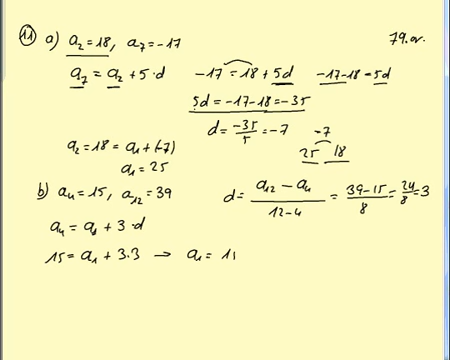 11 a) a₂=18, a₇=-17 79.or.
a₇ = a₂ + 5·d -17 = 18 + 5d -17-18 = 5d
5d = -17-18 = -35
d = -35/5 = -7 -7
25 18
a₂ = 18 = a₁ + (-7)
a₁ = 25
b) a₄ = 15, a₁₂ = 39 d = (a₁₂ - a₄)/(12-4) = (39-15)/8 = 24/8 = 3
a₄ = a₁ + 3·d
15 = a₁ + 3·3 → a₁ = 1